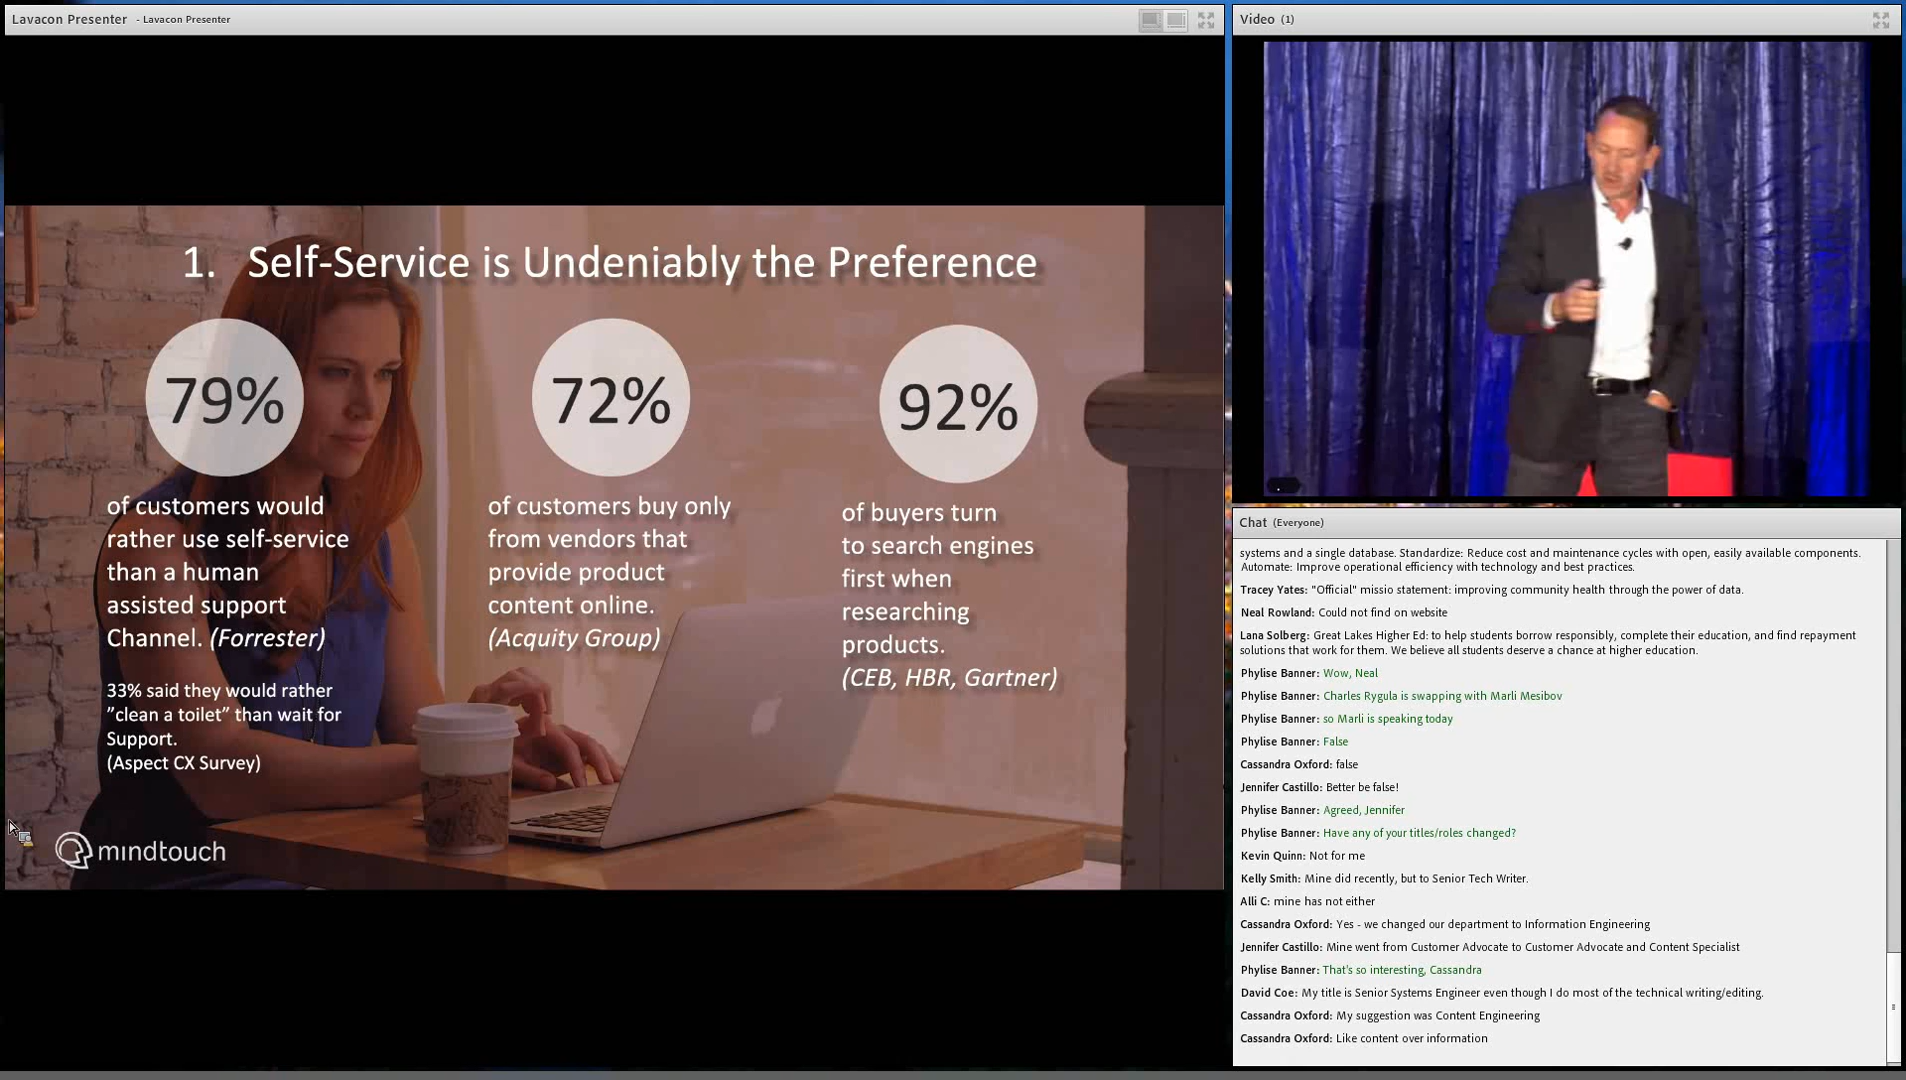 Lavacon Presenter - Lavacon Presenter
1. Self-Service is Undeniably the Preference
79%
of customers would
rather use self-service
than a human
assisted support
Channel. (Forrester)
33% said they would rather
”clean a toilet” than wait for
Support.
(Aspect CX Survey)
72%
of customers buy only
from vendors that
provide product
content online.
(Acquity Group)
92%
of buyers turn
to search engines
first when
researching
products.
(CEB, HBR, Gartner)
mindtouch
Video (1)
Chat (Everyone)
systems and a single database. Standardize: Reduce cost and maintenance cycles with open, easily available components.
Automate: Improve operational efficiency with technology and best practices.
Tracey Yates: "Official" missio statement: improving community health through the power of data.
Neal Rowland: Could not find on website
Lana Solberg: Great Lakes Higher Ed: to help students borrow responsibly, complete their education, and find repayment
solutions that work for them. We believe all students deserve a chance at higher education.
Phylise Banner: Wow, Neal
Phylise Banner: Charles Rygula is swapping with Marli Mesibov
Phylise Banner: so Marli is speaking today
Phylise Banner: False
Cassandra Oxford: false
Jennifer Castillo: Better be false!
Phylise Banner: Agreed, Jennifer
Phylise Banner: Have any of your titles/roles changed?
Kevin Quinn: Not for me
Kelly Smith: Mine did recently, but to Senior Tech Writer.
Alli C: mine has not either
Cassandra Oxford: Yes - we changed our department to Information Engineering
Jennifer Castillo: Mine went from Customer Advocate to Customer Advocate and Content Specialist
Phylise Banner: That's so interesting, Cassandra
David Coe: My title is Senior Systems Engineer even though I do most of the technical writing/editing.
Cassandra Oxford: My suggestion was Content Engineering
Cassandra Oxford: Like content over information